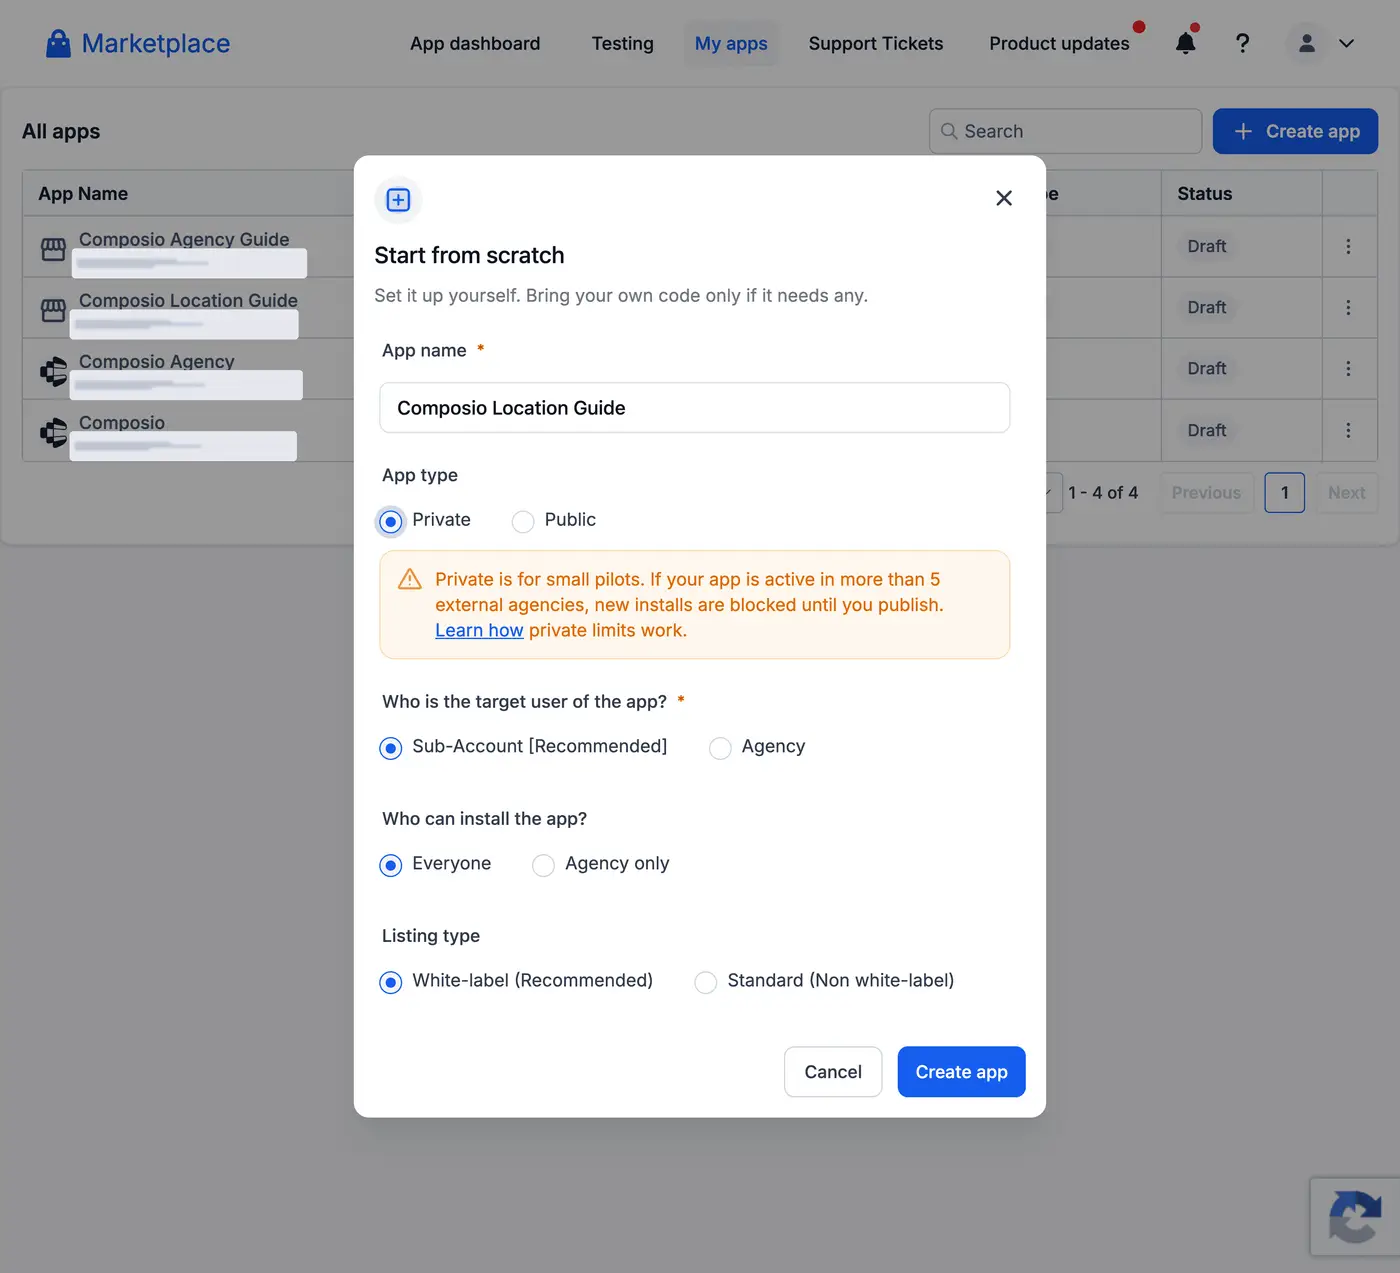 Marketplace
App dashboard
Testing
My apps
Support Tickets
Product updates
All apps
Search
Create app
App Name
Status
Composio Agency Guide
Draft
Composio Location Guide
Draft
Composio Agency
Draft
Composio
Draft
1 - 4 of 4
Previous
1
Next
Start from scratch
Set it up yourself. Bring your own code only if it needs any.
App name *
Composio Location Guide
App type
Private
Public
Private is for small pilots. If your app is active in more than 5
external agencies, new installs are blocked until you publish.
Learn how private limits work.
Who is the target user of the app? *
Sub-Account [Recommended]
Agency
Who can install the app?
Everyone
Agency only
Listing type
White-label (Recommended)
Standard (Non white-label)
Cancel
Create app